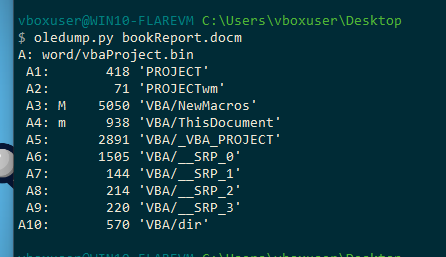 vboxuser@WIN10-FLAREVM C:\Users\vboxuser\Desktop
$ oledump.py bookReport.docm
A: word/vbaProject.bin
 A1:       418 'PROJECT'
 A2:        71 'PROJECTwm'
 A3: M    5050 'VBA/NewMacros'
 A4: m     938 'VBA/ThisDocument'
 A5:      2891 'VBA/_VBA_PROJECT'
 A6:      1505 'VBA/__SRP_0'
 A7:       144 'VBA/__SRP_1'
 A8:       214 'VBA/__SRP_2'
 A9:       220 'VBA/__SRP_3'
A10:       570 'VBA/dir'
vboxuser@WIN10-FLAREVM C:\Users\vboxuser\Desktop